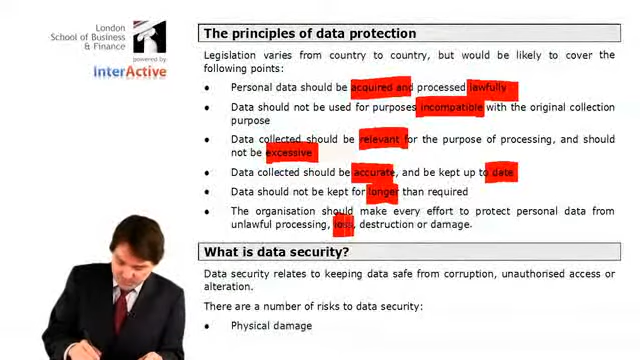 London
School of Business
& Finance
powered by
InterActive
The principles of data protection
Legislation varies from country to country, but would be likely to cover the
following points:
● Personal data should be acquired and processed lawfully
● Data should not be used for purposes incompatible with the original collection
purpose
● Data collected should be relevant for the purpose of processing, and should
not be excessive
● Data collected should be accurate, and be kept up to date
● Data should not be kept for longer than required
● The organisation should make every effort to protect personal data from
unlawful processing, loss, destruction or damage.
What is data security?
Data security relates to keeping data safe from corruption, unauthorised access or
alteration.
There are a number of risks to data security:
● Physical damage